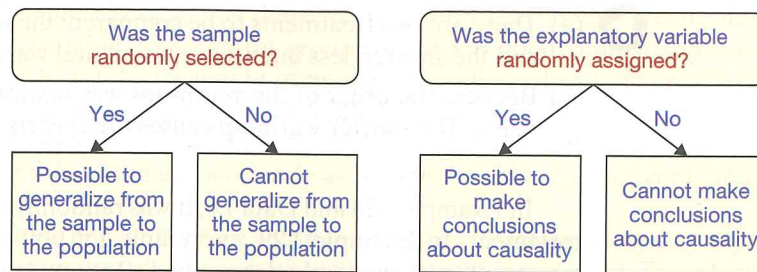 Was the sample
randomly selected?
Yes
No
Possible to
generalize from
the sample to
the population
Cannot
generalize from
the sample to
the population
Was the explanatory variable
randomly assigned?
Yes
No
Possible to
make
conclusions
about causality
Cannot make
conclusions
about causality